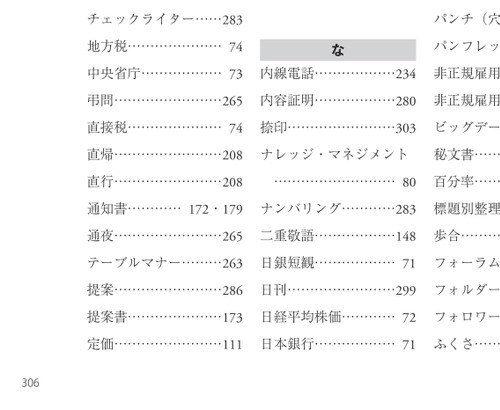 チェックライター……283
地方税………………… 74
中央省庁……………… 73
弔問…………………265
直接税………………… 74
直帰…………………208
直行…………………208
通知書………… 172・179
通夜…………………265
テーブルマナー………263
提案…………………286
提案書………………173
定価…………………111
な
内線電話………………234
内容証明………………280
捺印…………………303
ナレッジ・マネジメント
…………………… 80
ナンバリング…………283
二重敬語………………148
日銀短観……………… 71
日刊…………………299
日経平均株価………… 72
日本銀行……………… 71
パンチ（穴
パンフレッ
非正規雇用
非正規雇用
ビッグデー
秘文書……
百分率……
標題別整理
歩合………
フォーラム
フォルダー
フォロワー
ふくさ……
306